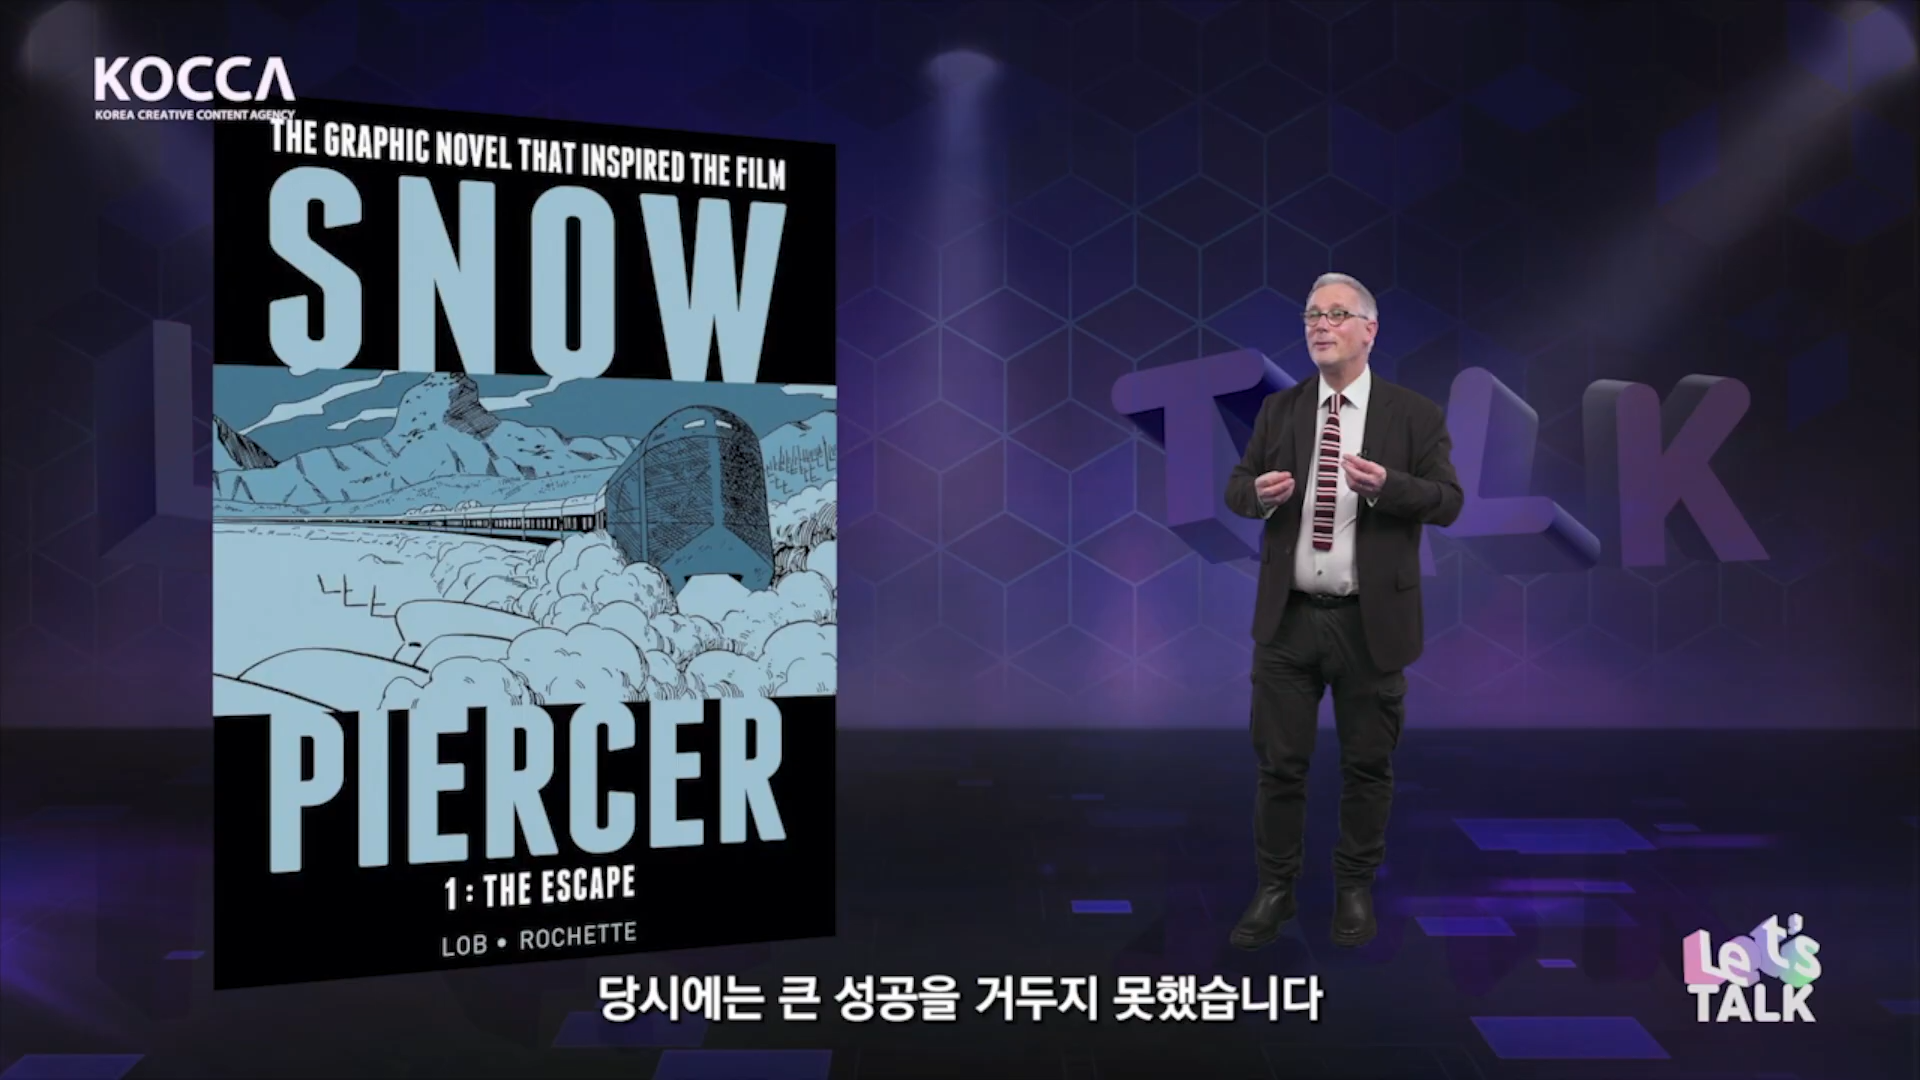 KOCCA
KOREA CREATIVE CONTENT AGENCY
THE GRAPHIC NOVEL THAT INSPIRED THE FILM
SNOW
PIERCER
1: THE ESCAPE
LOB • ROCHETTE
TALK
당시에는 큰 성공을 거두지 못했습니다
Let's
TALK